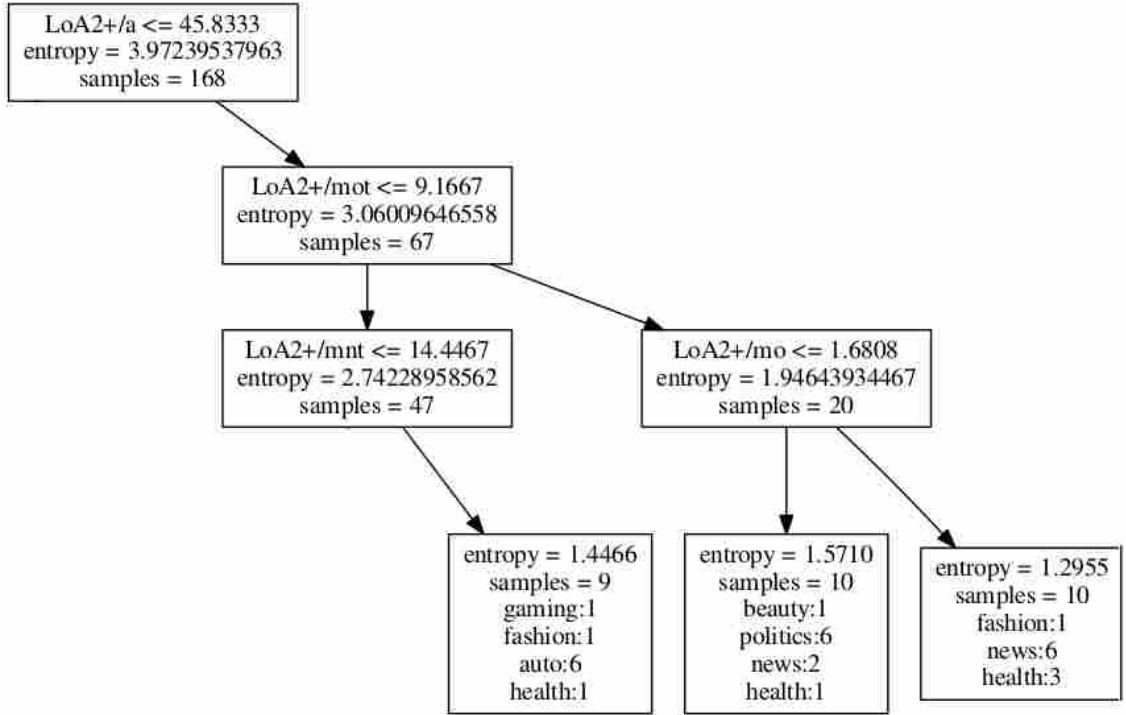 LoA2+/a <= 45.8333
entropy = 3.97239537963
samples = 168
LoA2+/mot <= 9.1667
entropy = 3.06009646558
samples = 67
LoA2+/mnt <= 14.4467
entropy = 2.74228958562
samples = 47
LoA2+/mo <= 1.6808
entropy = 1.94643934467
samples = 20
entropy = 1.4466
samples = 9
gaming:1
fashion:1
auto:6
health:1
entropy = 1.5710
samples = 10
beauty:1
politics:6
news:2
health:1
entropy = 1.2955
samples = 10
fashion:1
news:6
health:3